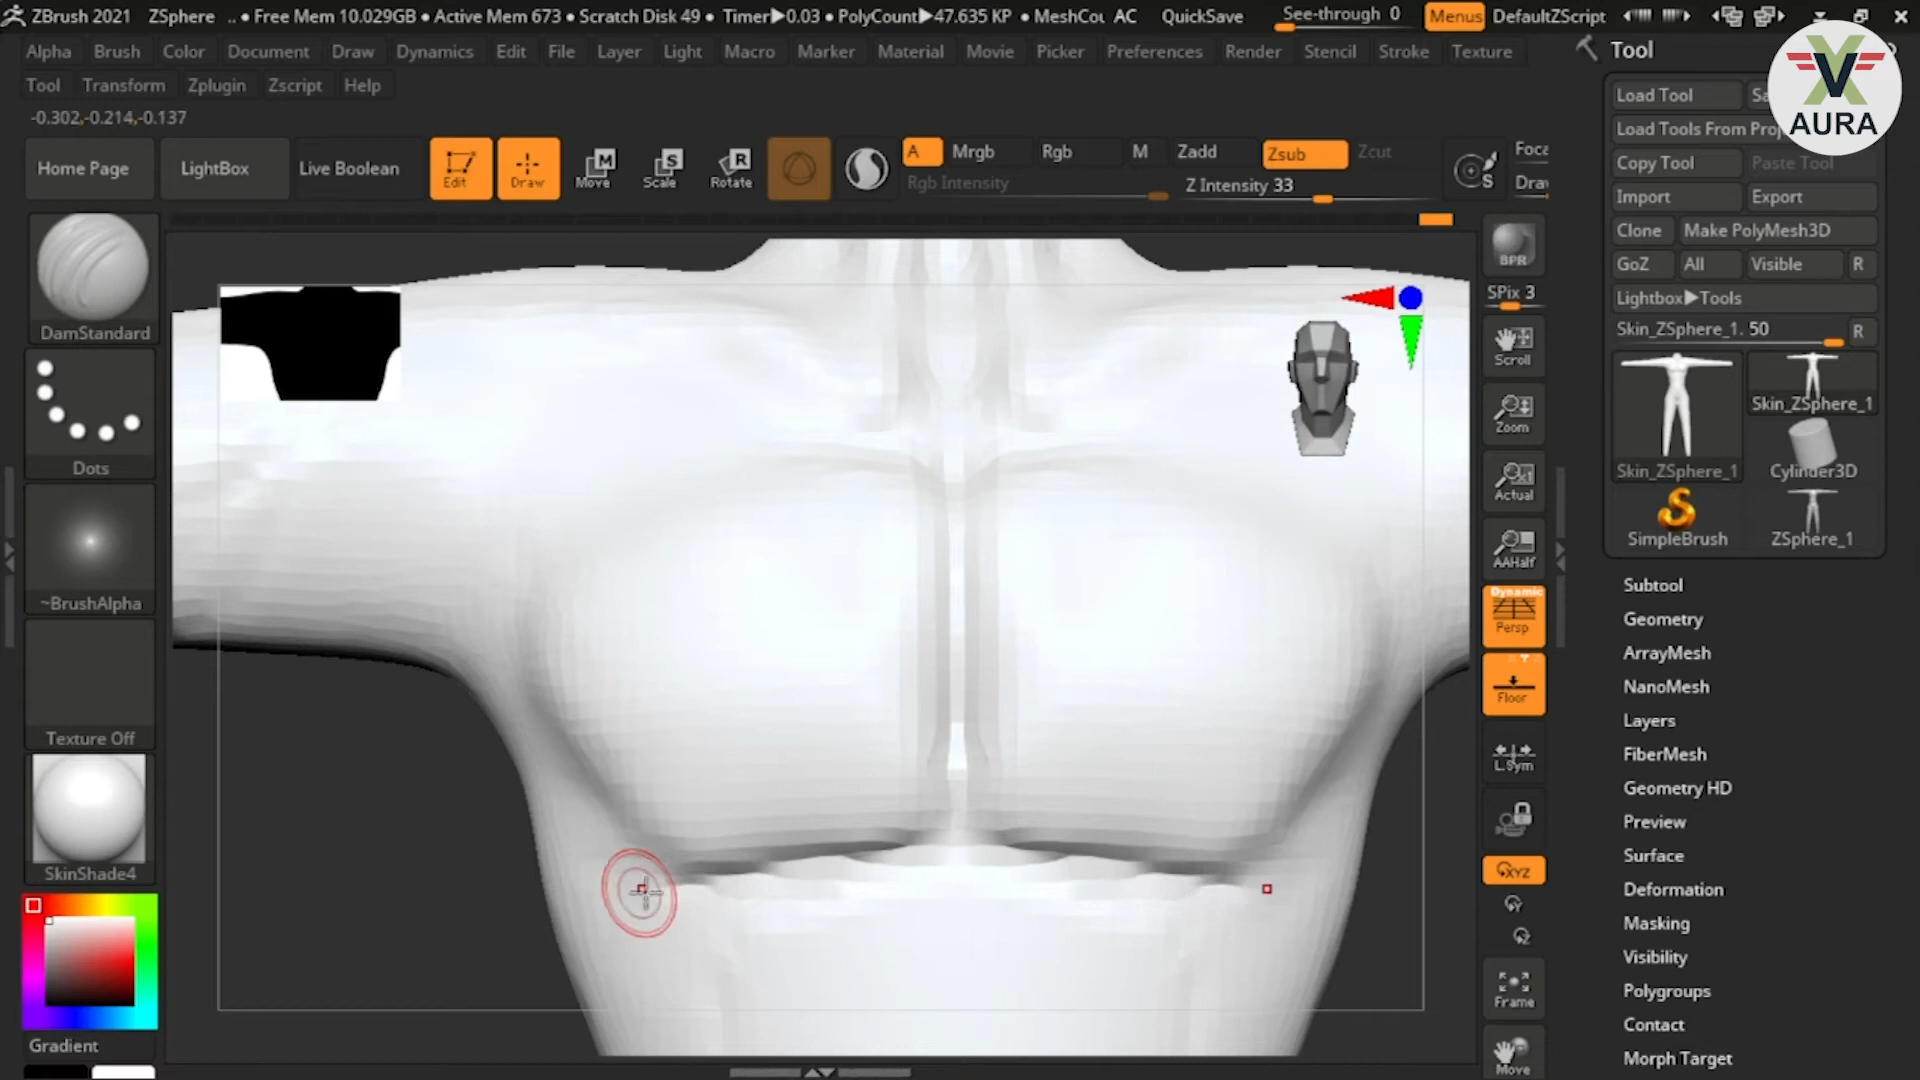 ZBrush 2021 ZSphere .. • Free Mem 10.029GB • Active Mem 673 • Scratch Disk 49 • Timer▶0.03 • PolyCount▶47.635 KP • MeshCou AC QuickSave See-through 0 Menus DefaultZScript
Alpha Brush Color Document Draw Dynamics Edit File Layer Light Macro Marker Material Movie Picker Preferences Render Stencil Stroke Texture
Tool Transform Zplugin Zscript Help
-0.302,-0.214,-0.137
Home Page LightBox Live Boolean Edit Draw Move Scale Rotate
M S R
A Mrgb Rgb M Zadd Zsub Zcut
Rgb Intensity Z Intensity 33
S
Foca
Dra
DamStandard
Dots
~BrushAlpha
Texture Off
SkinShade4
Gradient
BPR
SPix 3
Scroll
Zoom
Actual
AAHalf
Dynamic
Persp
Floor
L.Sym
XYZ
Y
Z
Frame
Move
Tool
Load Tool Sa
Load Tools From Proj
Copy Tool Paste Tool
Import Export
Clone Make PolyMesh3D
GoZ All Visible R
Lightbox▶Tools
Skin_ZSphere_1. 50 R
Skin_ZSphere_1
Skin_ZSphere_1 Cylinder3D
SimpleBrush ZSphere_1
Subtool
Geometry
ArrayMesh
NanoMesh
Layers
FiberMesh
Geometry HD
Preview
Surface
Deformation
Masking
Visibility
Polygroups
Contact
Morph Target
VX
AURA